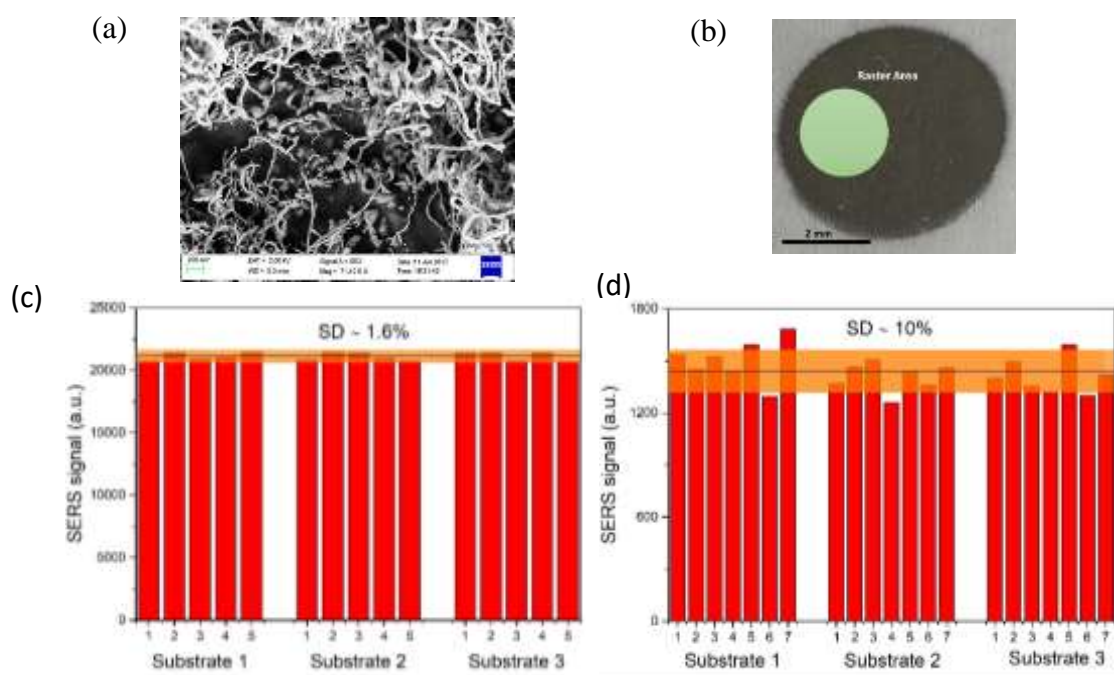 (a)
(b)
Raster Area
2 mm
(c)
25000
20000
15000
10000
5000
0
SERS signal (a.u.)
SD ~ 1.6%
1 2 3 4 5
1 2 3 4 5
1 2 3 4 5
Substrate 1
Substrate 2
Substrate 3
(d)
1800
1200
600
0
SERS signal (a.u.)
SD ~ 10%
1 2 3 4 5 6 7
1 2 3 4 5 6 7
1 2 3 4 5 6 7
Substrate 1
Substrate 2
Substrate 3